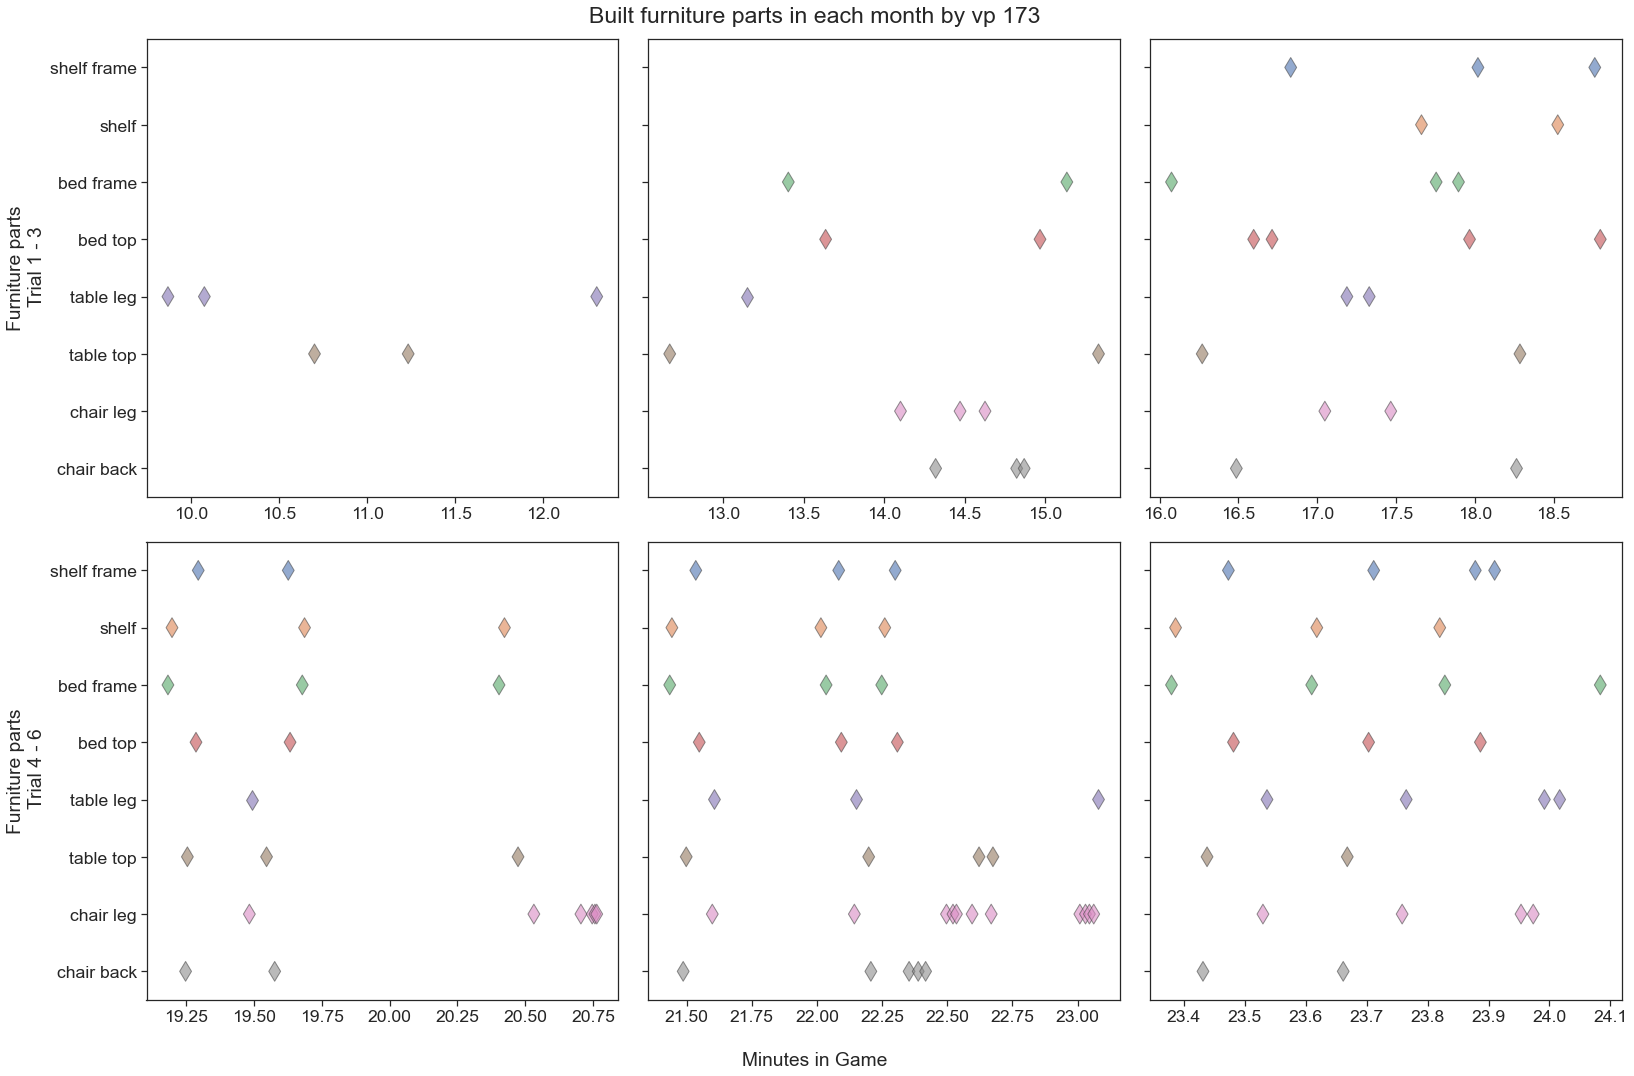 Built furniture parts in each month by vp 173
Furniture parts
Trial 1 - 3
shelf frame
shelf
bed frame
bed top
table leg
table top
chair leg
chair back
10.0 10.5 11.0 11.5 12.0
13.0 13.5 14.0 14.5 15.0
16.0 16.5 17.0 17.5 18.0 18.5
Furniture parts
Trial 4 - 6
shelf frame
shelf
bed frame
bed top
table leg
table top
chair leg
chair back
19.25 19.50 19.75 20.00 20.25 20.50 20.75
21.50 21.75 22.00 22.25 22.50 22.75 23.00
23.4 23.5 23.6 23.7 23.8 23.9 24.0 24.1
Minutes in Game